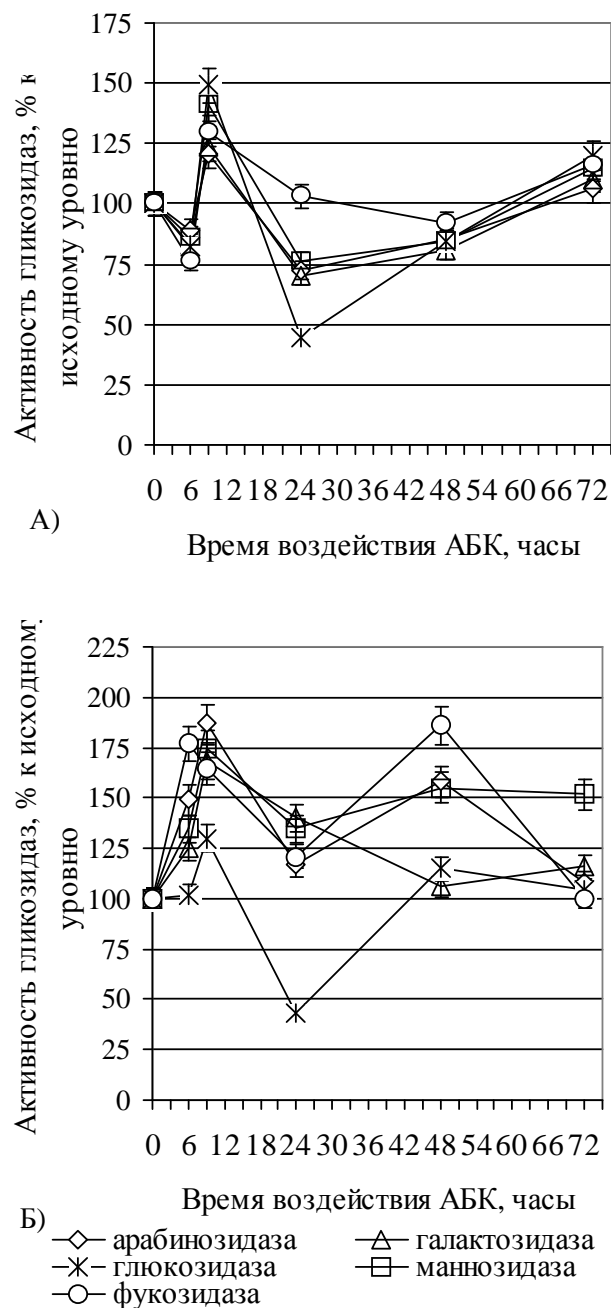 Активность гликозидаз, % к
исходному уровню
175
150
125
100
75
50
25
0
0 6 12 18 24 30 36 42 48 54 60 66 72
А)
Время воздействия АБК, часы
Активность гликозидаз, % к исходному
уровню
225
200
175
150
125
100
75
50
25
0
0 6 12 18 24 30 36 42 48 54 60 66 72
Время воздействия АБК, часы
Б)
арабинозидаза галактозидаза
глюкозидаза маннозидаза
фукозидаза